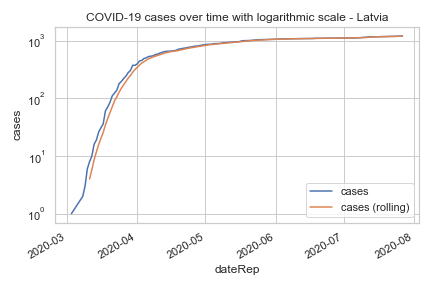 COVID-19 cases over time with logarithmic scale - Latvia
cases
10³
10²
10¹
10⁰
cases
cases (rolling)
2020-03
2020-04
2020-05
2020-06
2020-07
2020-08
dateRep